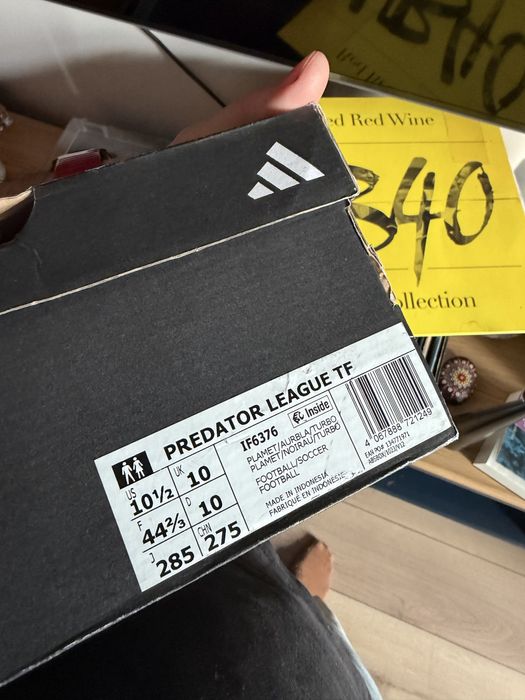 ed Red Wine
340
ollection
PREDATOR LEAGUE TF
IF6376
Inside
PLAMET/AURBLA/TURBO
PLAMET/NOIRAU/TURBO
FOOTBALL/SOCCER
FOOTBALL
MADE IN INDONESIA
FABRIQUÉ EN INDONÉSIE
US
10½
UK
10
F
44⅔
D
10
J
285
CHN
275
4 067888 721249